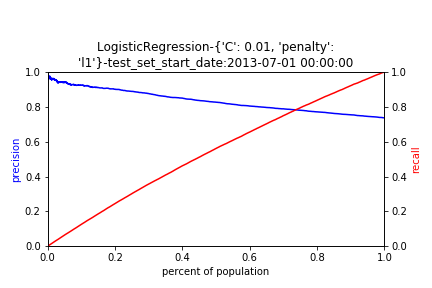 LogisticRegression-{'C': 0.01, 'penalty':
'l1'}-test_set_start_date:2013-07-01 00:00:00
1.0
0.8
0.6
0.4
0.2
0.0
precision
1.0
0.8
0.6
0.4
0.2
0.0
recall
0.0 0.2 0.4 0.6 0.8 1.0
percent of population